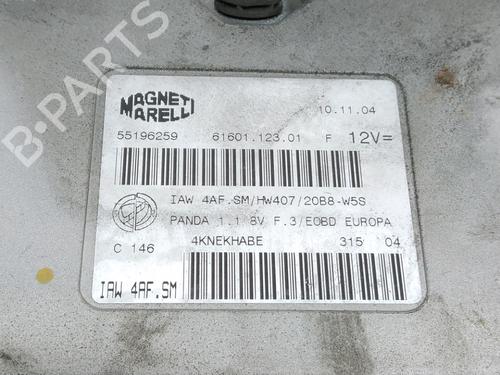 MAGNETI MARELLI
10.11.04
55196259 61601.123.01 F 12V=
IAW 4AF.SM/HW407/20B8-W5S
PANDA 1.1 8V F.3/EOBD EUROPA
C 146 4KNEKHABE 315 04
IAW 4AF.SM
B-PARTS